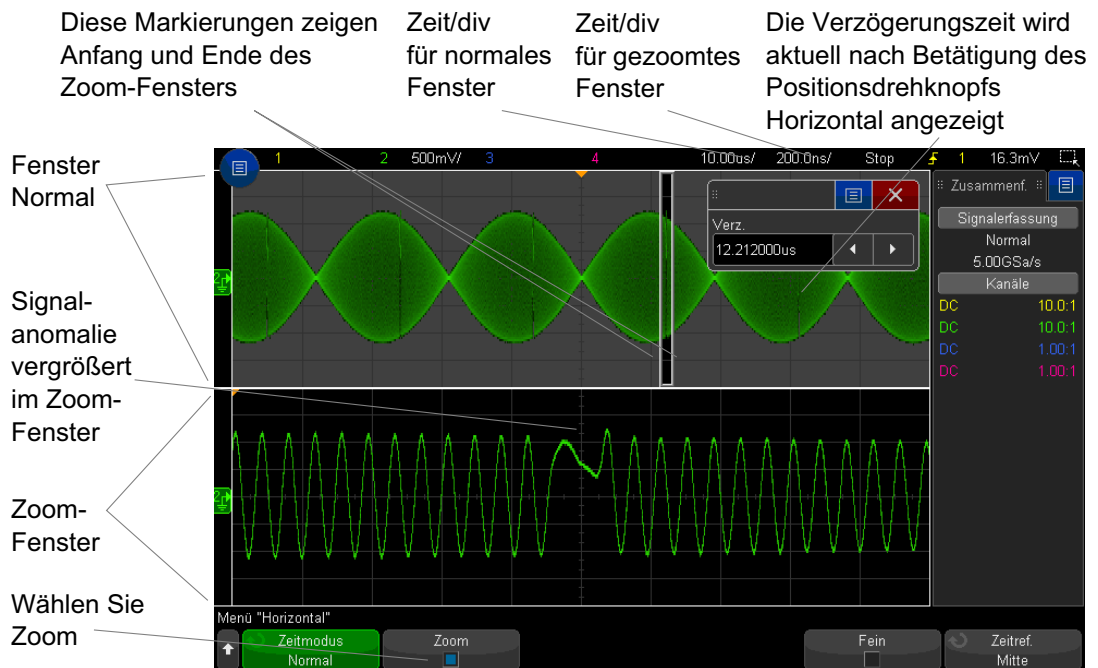 Diese Markierungen zeigen
Anfang und Ende des
Zoom-Fensters
Zeit/div
für normales
Fenster
Zeit/div
für gezoomtes
Fenster
Die Verzögerungszeit wird
aktuell nach Betätigung des
Positionsdrehknopfs
Horizontal angezeigt
Fenster
Normal
Signal-
anomalie
vergrößert
im Zoom-
Fenster
Zoom-
Fenster
Wählen Sie
Zoom
1 2 500mV/ 3 4 10.00us/ 200.0ns/ Stop 1 16.3mV
Verz.
12.212000us
Zusammenf.
Signalerfassung
Normal
5.00GSa/s
Kanäle
DC 10.0:1
DC 10.0:1
DC 1.00:1
DC 1.00:1
2
2
Menü "Horizontal"
Zeitmodus
Normal
Zoom
Fein
Zeitref.
Mitte